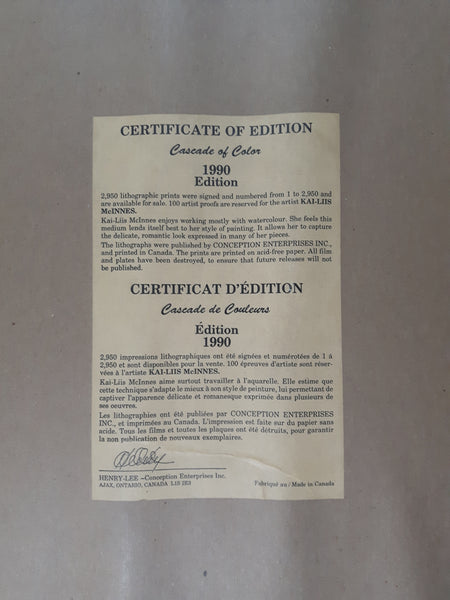 CERTIFICATE OF EDITION
Cascade of Color
1990
Edition
2,950 lithographic prints were signed and numbered from 1 to 2,950 and
are available for sale. 100 artist proofs are reserved for the artist KAI-LIIS
McINNES.
Kai-Liis McInnes enjoys working mostly with watercolour. She feels this
medium lends itself best to her style of painting. It allows her to capture
the delicate, romantic look expressed in many of her pieces.
The lithographs were published by CONCEPTION ENTERPRISES INC.,
and printed in Canada. The prints are printed on acid-free paper. All film
and plates have been destroyed, to ensure that future releases will not
be published.
CERTIFICAT D'ÉDITION
Cascade de Couleurs
Édition
1990
2,950 impressions lithographiques ont été signées et numérotées de 1 à
2,950 et sont disponibles pour la vente. 100 épreuves d'artiste sont réser-
vées à l'artiste KAI-LIIS McINNES.
Kai-Liis McInnes aime surtout travailler à l'aquarelle. Elle estime que
cette technique s'adapte le mieux à son style de peinture, lui permettant de
captiver l'apparence délicate et romanesque exprimée dans plusieurs de
ses oeuvres.
Les lithographies ont été publiées par CONCEPTION ENTERPRISES
INC., et imprimées au Canada. L'impression est faite sur du papier sans
acide. Tous les films et toutes les plaques ont été détruits, pour garantir
la non publication de nouveaux exemplaires.
HENRY-LEE –Conception Enterprises Inc.
AJAX, ONTARIO, CANADA L1S 2E3
Fabriqué au / Made in Canada